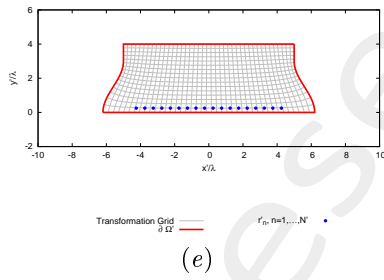 6
4
2
0
-2
-10 -8 -6 -4 -2 0 2 4 6 8 10
y'/λ
x'/λ
Transformation Grid
∂ Ω'
r'n, n=1,...,N'
(e)